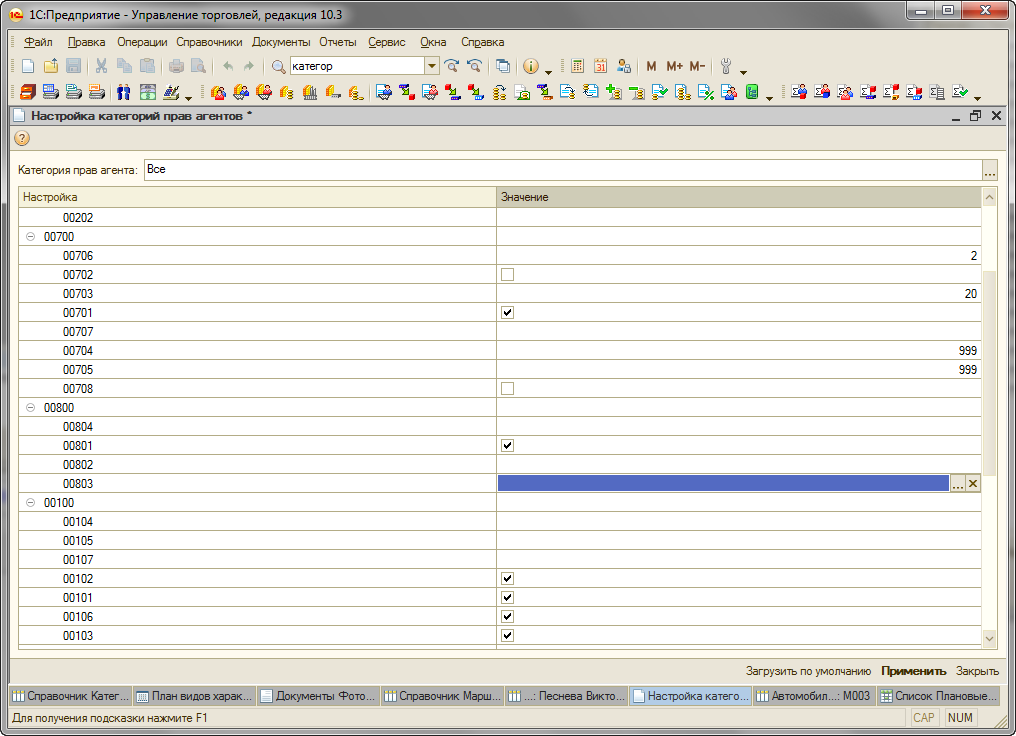 1С:Предприятие - Управление торговлей, редакция 10.3
Файл Правка Операции Справочники Документы Отчеты Сервис Окна Справка
категор
M M+ M-
Настройка категорий прав агентов *
Категория прав агента: Все ...
Настройка Значение
00202
00700
00706 2
00702
00703 20
00701
00707
00704 999
00705 999
00708
00800
00804
00801
00802
00803 ...
00100
00104
00105
00107
00102
00101
00106
00103
Загрузить по умолчанию Применить Закрыть
Справочник Катег... План видов харак... Документы Фото... Справочник Марш... ...: Песнева Викто... Настройка катего... Автомобил...: М003 Список Плановые...
Для получения подсказки нажмите F1 CAP NUM